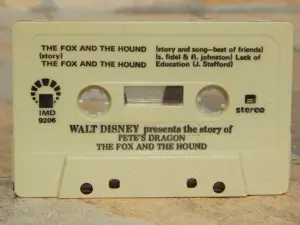 THE FOX AND THE HOUND (story and song—best of friends)
(story) (s. fidel & R. johnston) Lack of
THE FOX AND THE HOUND Education (J. Stafford)
IMD
9206
stereo
WALT DISNEY presents the story of
PETE'S DRAGON
THE FOX AND THE HOUND